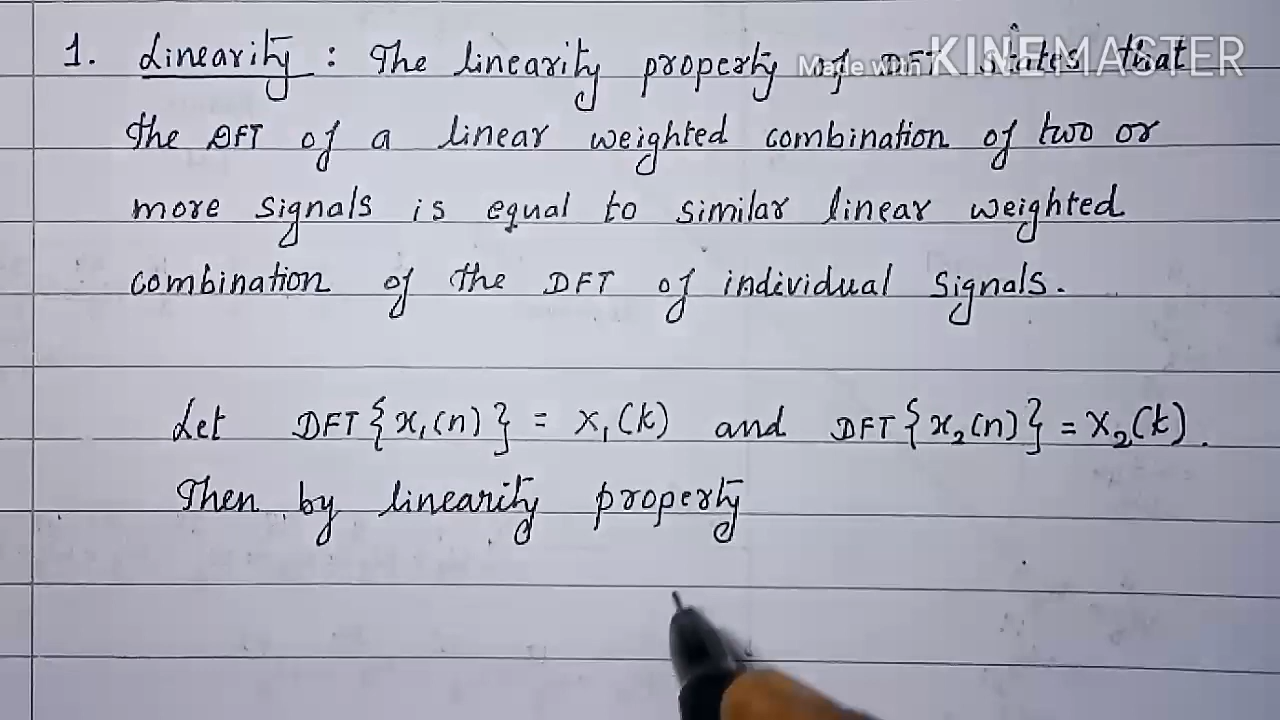 1. Linearity : The linearity property of DFT states that
Made with KINEMASTER
the DFT of a linear weighted combination of two or
more signals is equal to similar linear weighted
combination of the DFT of individual signals.
Let DFT{x₁(n)} = X₁(k) and DFT{x₂(n)} = X₂(k).
Then by linearity property